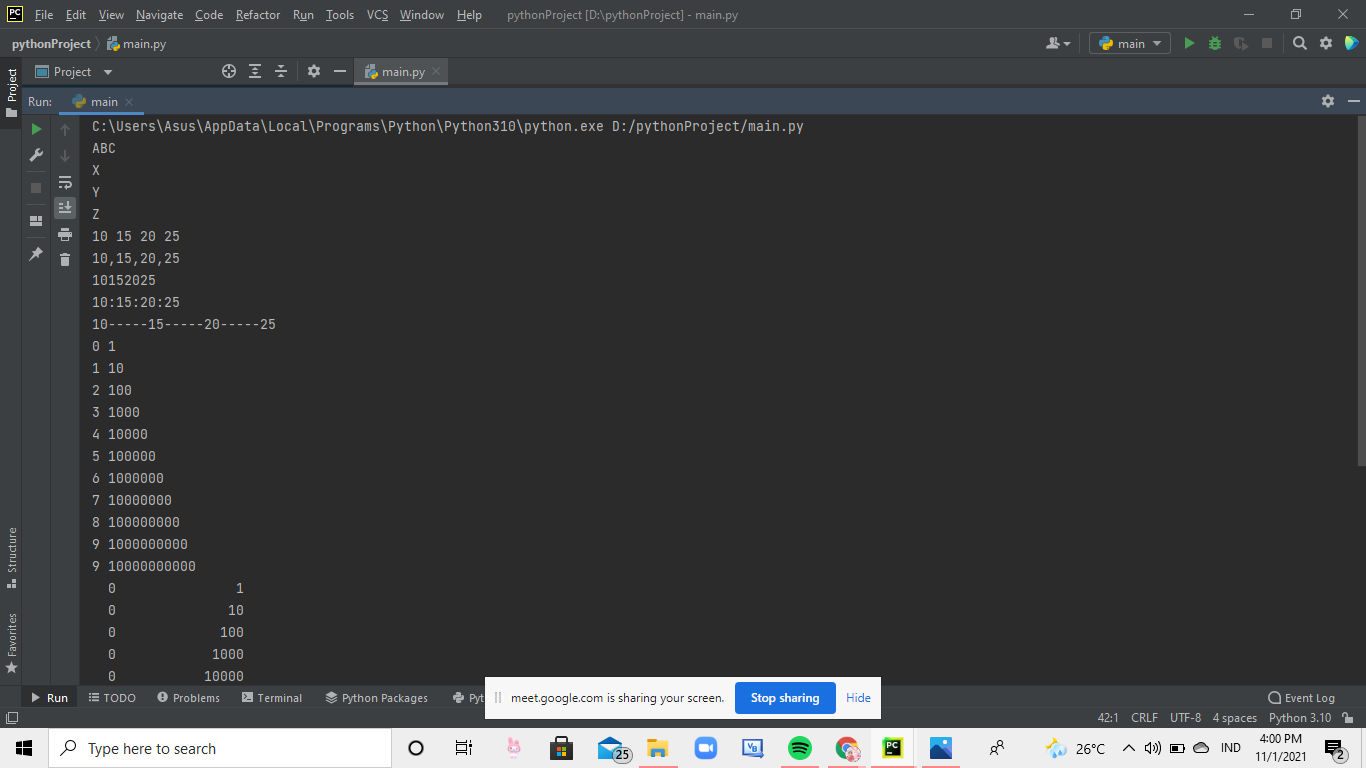 PC File Edit View Navigate Code Refactor Run Tools VCS Window Help pythonProject [D:\pythonProject] - main.py
pythonProject main.py main
Project Project main.py
Run: main
C:\Users\Asus\AppData\Local\Programs\Python\Python310\python.exe D:/pythonProject/main.py
ABC
X
Y
Z
10 15 20 25
10,15,20,25
10152025
10:15:20:25
10-----15-----20-----25
0 1
1 10
2 100
3 1000
4 10000
5 100000
6 1000000
7 10000000
8 100000000
9 1000000000
9 10000000000
0 1
0 10
0 100
0 1000
0 10000
Structure
Favorites
Run TODO Problems Terminal Python Packages Pyt Event Log
meet.google.com is sharing your screen. Stop sharing Hide
42:1 CRLF UTF-8 4 spaces Python 3.10
Type here to search 25 VB PC 26°C IND 4:00 PM
11/1/2021 2